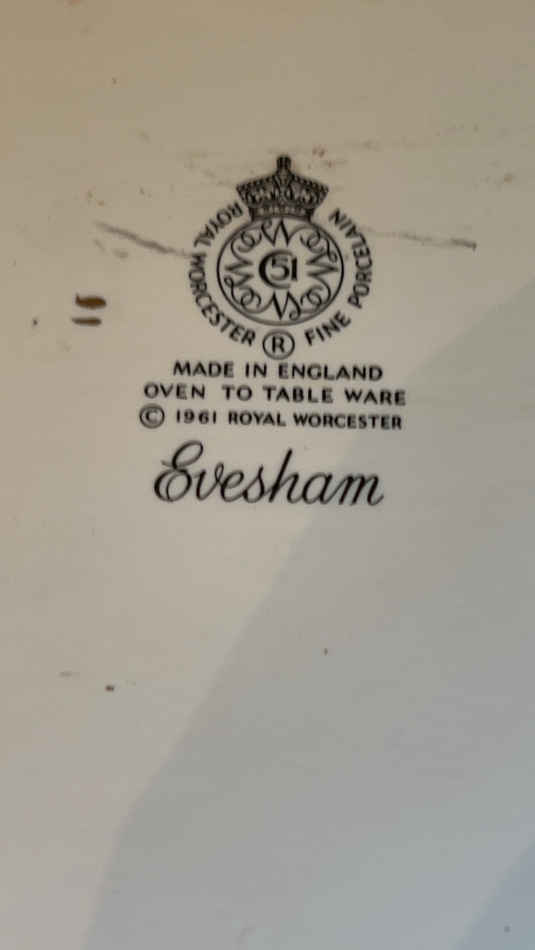 ROYAL WORCESTER ® FINE PORCELAIN
C 51
MADE IN ENGLAND
OVEN TO TABLE WARE
© 1961 ROYAL WORCESTER
Evesham